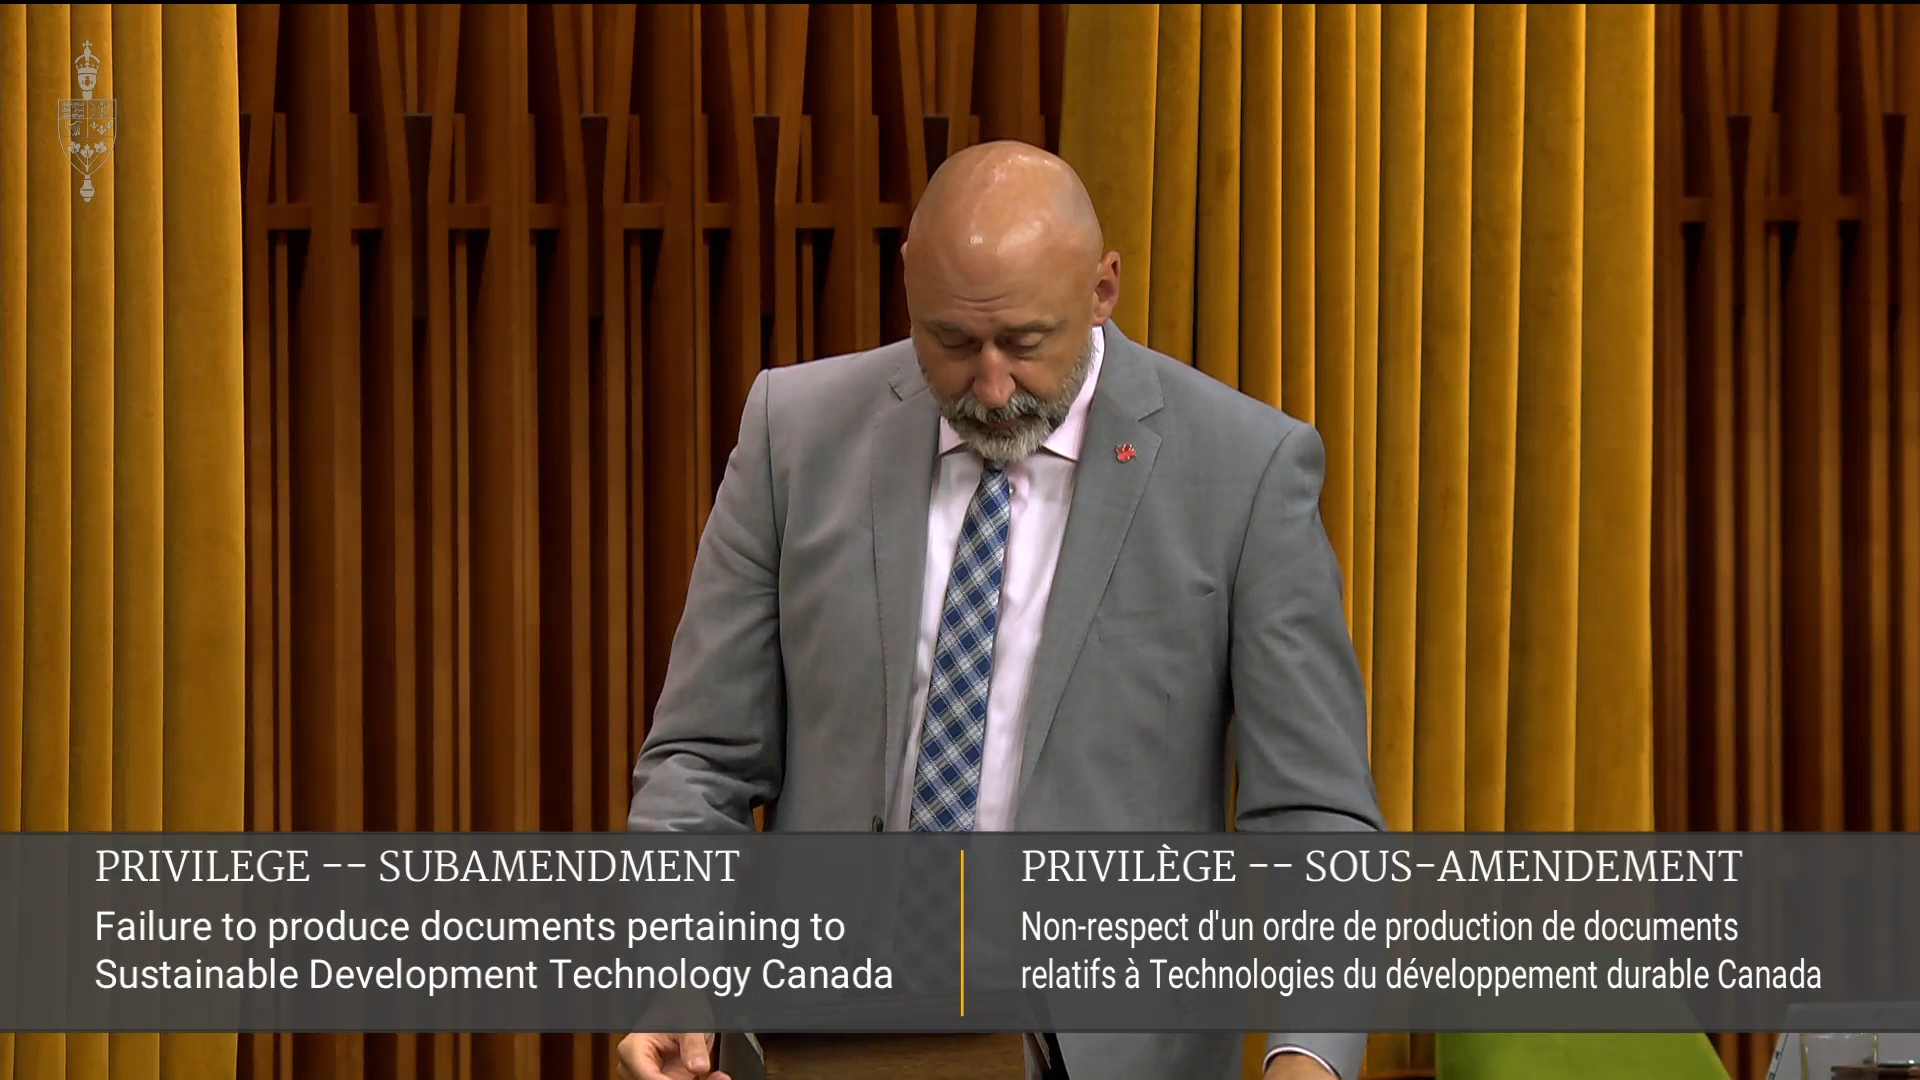 PRIVILEGE -- SUBAMENDMENT
Failure to produce documents pertaining to
Sustainable Development Technology Canada
PRIVILÈGE -- SOUS-AMENDEMENT
Non-respect d'un ordre de production de documents
relatifs à Technologies du développement durable Canada